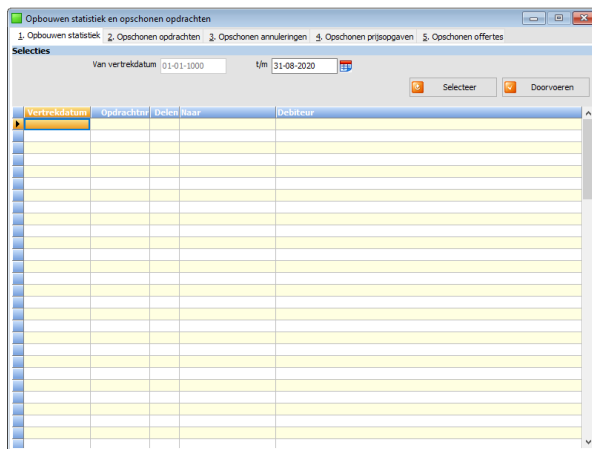 Opbouwen statistiek en opschonen opdrachten
1. Opbouwen statistiek 2. Opschonen opdrachten 3. Opschonen annuleringen 4. Opschonen prijsopgaven 5. Opschonen offertes
Selecties
Van vertrekdatum 01-01-1000 t/m 31-08-2020
Selecteer Doorvoeren
Vertrekdatum Opdrachtnr Delen Naar Debiteur